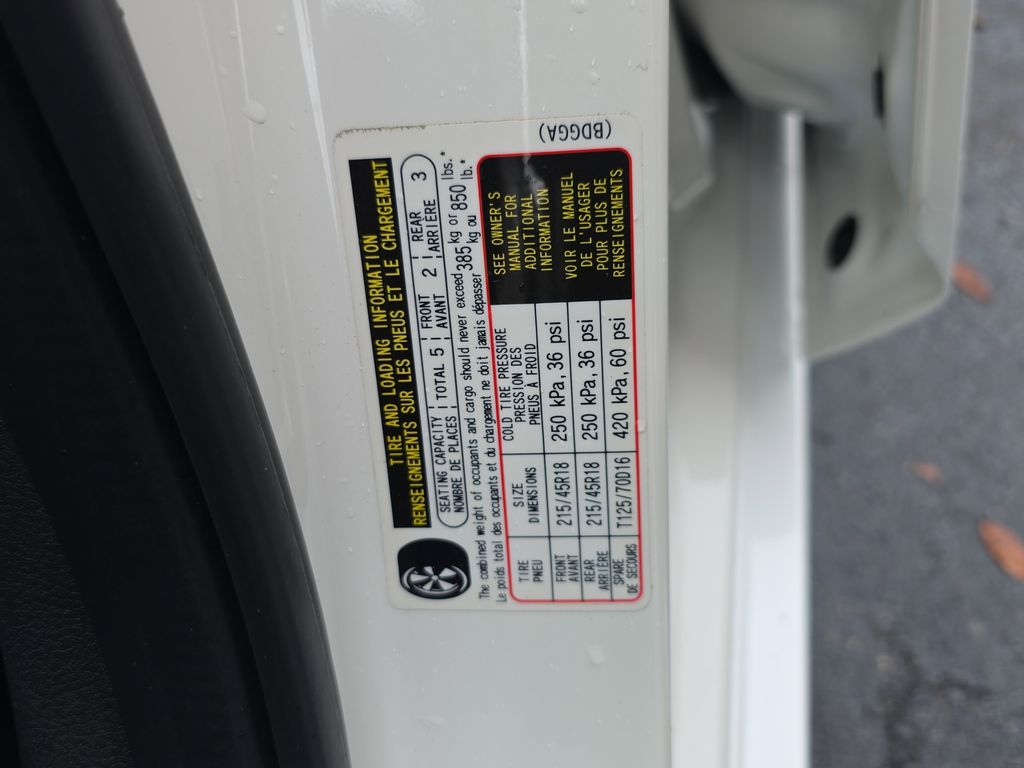 TIRE AND LOADING INFORMATION
RENSEIGNEMENTS SUR LES PNEUS ET LE CHARGEMENT
SEATING CAPACITY TOTAL 5 FRONT 2 REAR 3
NOMBRE DE PLACES AVANT ARRIÈRE
The combined weight of occupants and cargo should never exceed 385 kg or 850 lbs.*
Le poids total des occupants et du chargement ne doit jamais dépasser kg ou lb.*
TIRE SIZE COLD TIRE PRESSURE
PNEU DIMENSIONS PRESSION DES
PNEUS À FROID
FRONT 215/45R18 250 kPa, 36 psi
AVANT
REAR 215/45R18 250 kPa, 36 psi
ARRIÈRE
SPARE T125/70D16 420 kPa, 60 psi
DE SECOURS
SEE OWNER'S
MANUAL FOR
ADDITIONAL
INFORMATION
VOIR LE MANUEL
DE L'USAGER
POUR PLUS DE
RENSEIGNEMENTS
(BDGGA)